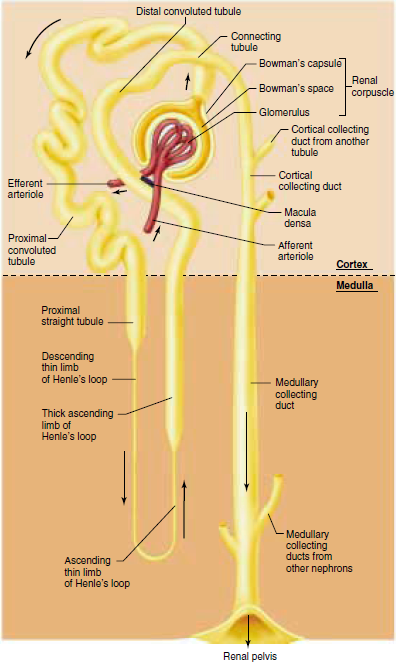 Distal convoluted tubule
Connecting
tubule
Bowman's capsule
Bowman's space
Glomerulus
Renal
corpuscle
Cortical collecting
duct from another
tubule
Cortical
collecting duct
Efferent
arteriole
Macula
densa
Proximal
convoluted
tubule
Afferent
arteriole
Cortex
Medulla
Proximal
straight tubule
Descending
thin limb
of Henle's loop
Medullary
collecting
duct
Thick ascending
limb of
Henle's loop
Medullary
collecting
ducts from
other nephrons
Ascending
thin limb
of Henle's loop
Renal pelvis